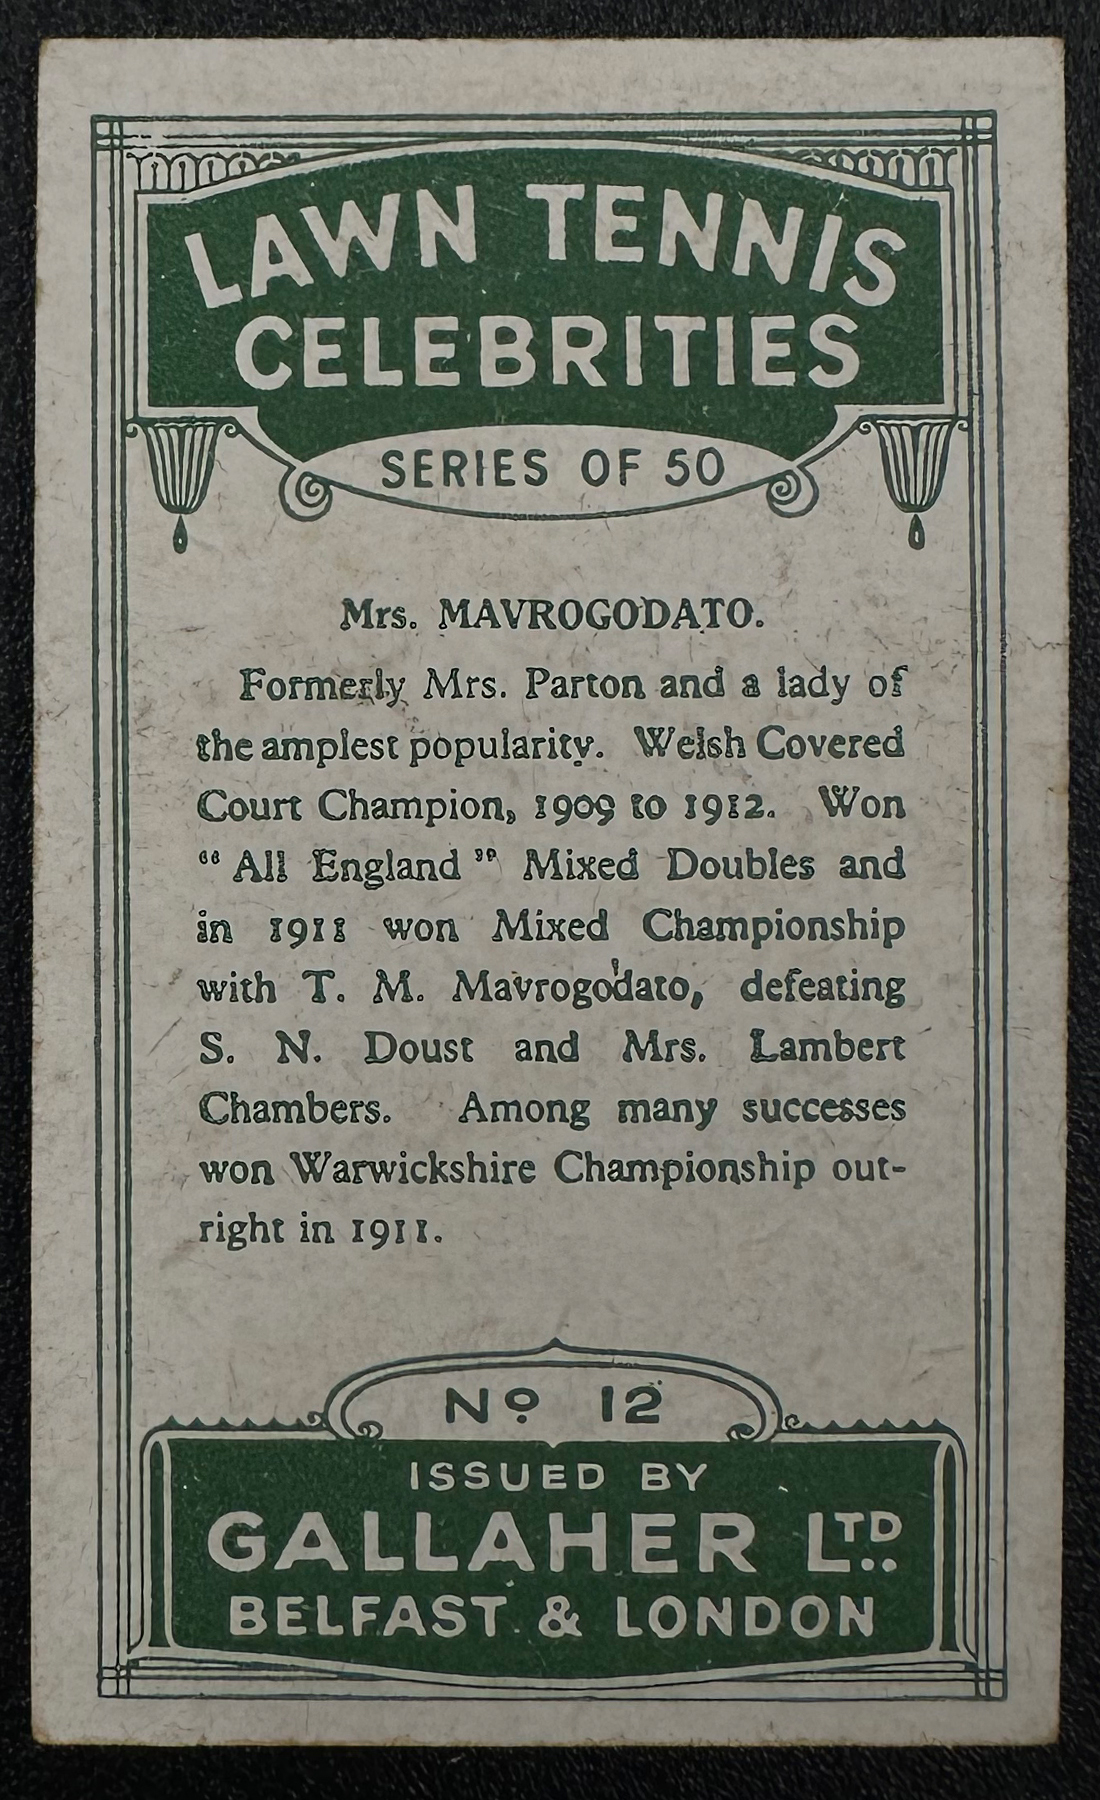 LAWN TENNIS
CELEBRITIES
SERIES OF 50
Mrs. MAVROGODATO.
Formerly Mrs. Parton and a lady of
the amplest popularity. Welsh Covered
Court Champion, 1909 to 1912. Won
“ All England ” Mixed Doubles and
in 1911 won Mixed Championship
with T. M. Mavrogodato, defeating
S. N. Doust and Mrs. Lambert
Chambers. Among many successes
won Warwickshire Championship out-
right in 1911.
No 12
ISSUED BY
GALLAHER LTD..
BELFAST & LONDON